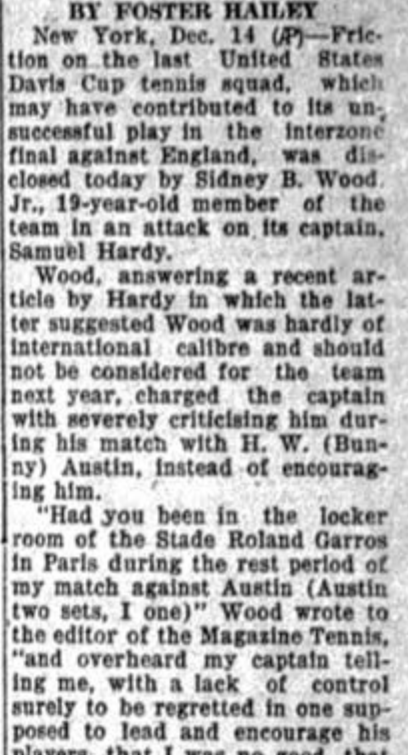 BY FOSTER HAILEY
New York, Dec. 14 (AP)—Fric-
tion on the last United States
Davis Cup tennis squad, which
may have contributed to its un-
successful play in the interzone
final against England, was dis-
closed today by Sidney B. Wood
Jr., 19-year-old member of the
team in an attack on its captain,
Samuel Hardy.
Wood, answering a recent ar-
ticle by Hardy in which the lat-
ter suggested Wood was hardly of
international calibre and should
not be considered for the team
next year, charged the captain
with severely criticising him dur-
ing his match with H. W. (Bun-
ny) Austin, instead of encourag-
ing him.
"Had you been in the locker
room of the Stade Roland Garros
in Paris during the rest period of
my match against Austin (Austin
two sets, I one)" Wood wrote to
the editor of the Magazine Tennis,
"and overheard my captain tell-
ing me, with a lack of control
surely to be regretted in one sup-
posed to lead and encourage his
players, that I was no good, that